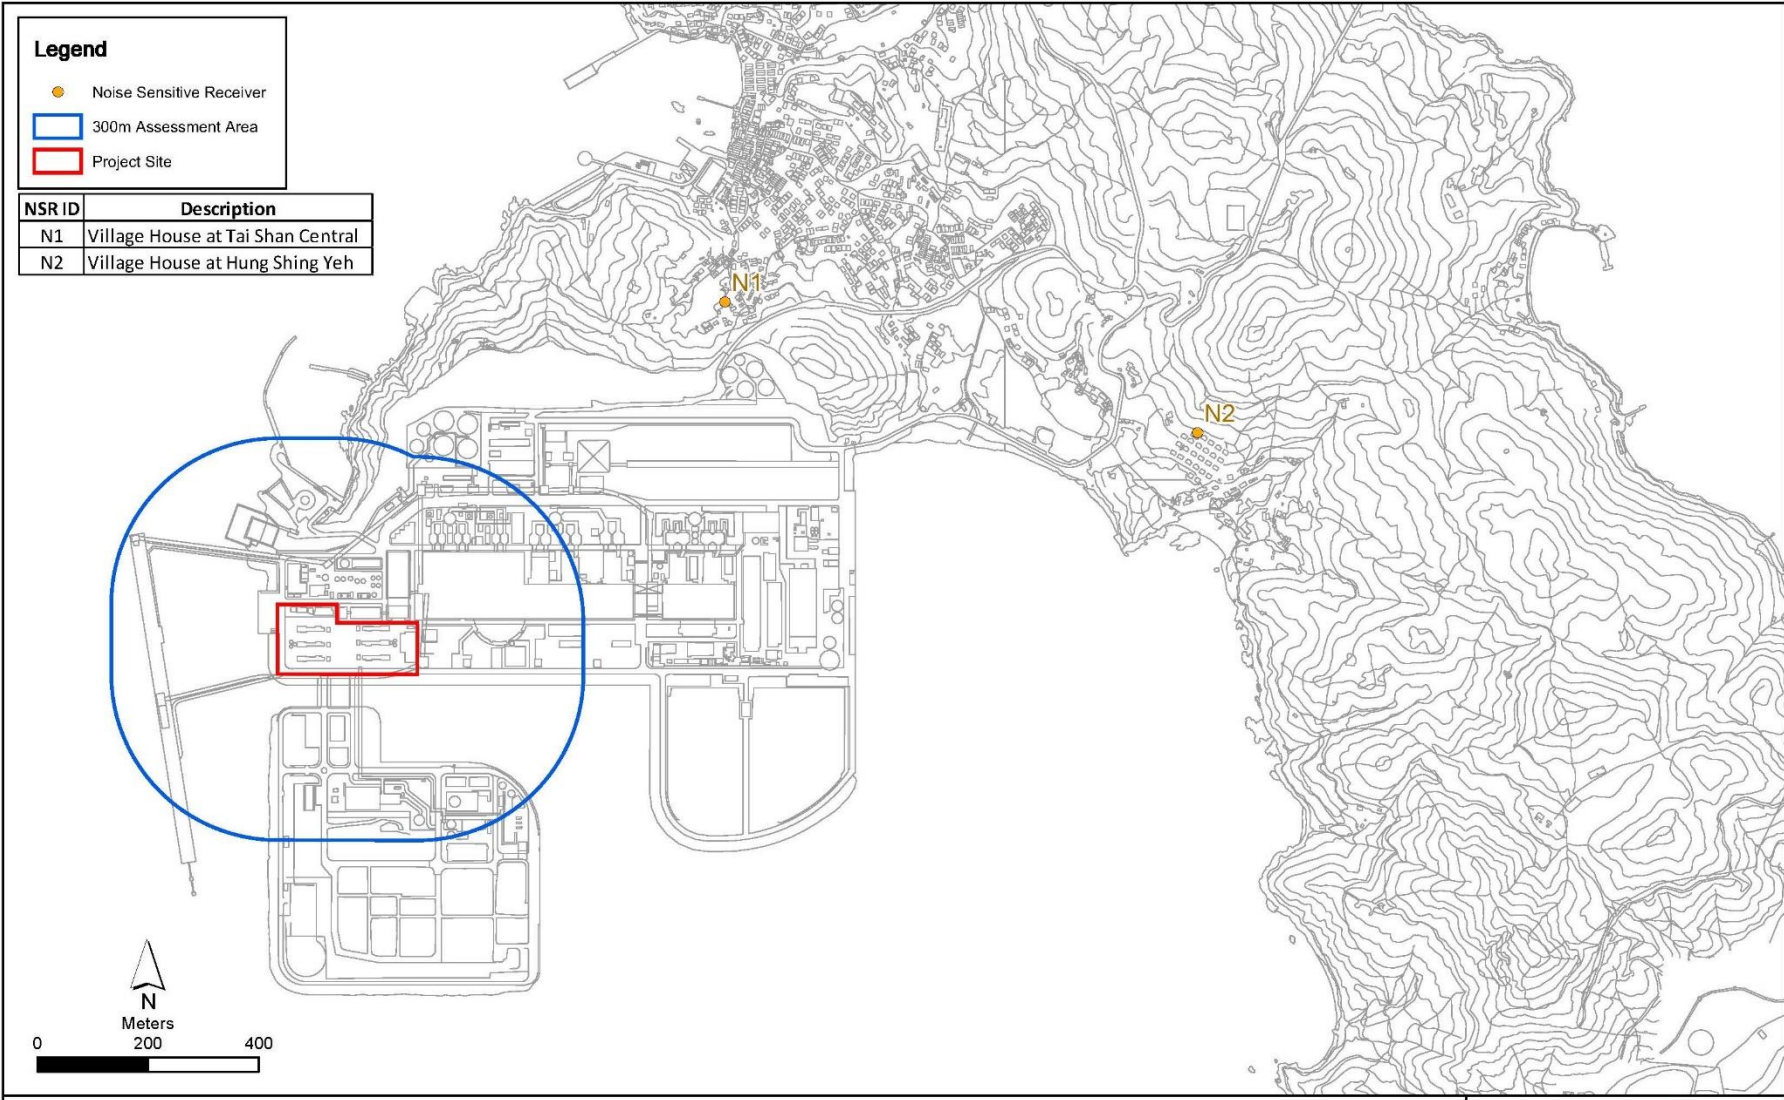 Legend
Noise Sensitive Receiver
300m Assessment Area
Project Site
NSR ID Description
N1 Village House at Tai Shan Central
N2 Village House at Hung Shing Yeh
N1
N2
N
Meters
0 200 400